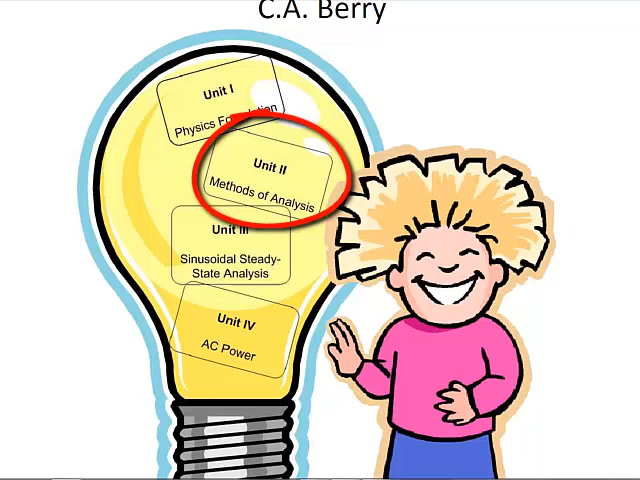 C.A. Berry
Unit I
Physics Foundation
Unit II
Methods of Analysis
Unit III
Sinusoidal Steady-
State Analysis
Unit IV
AC Power